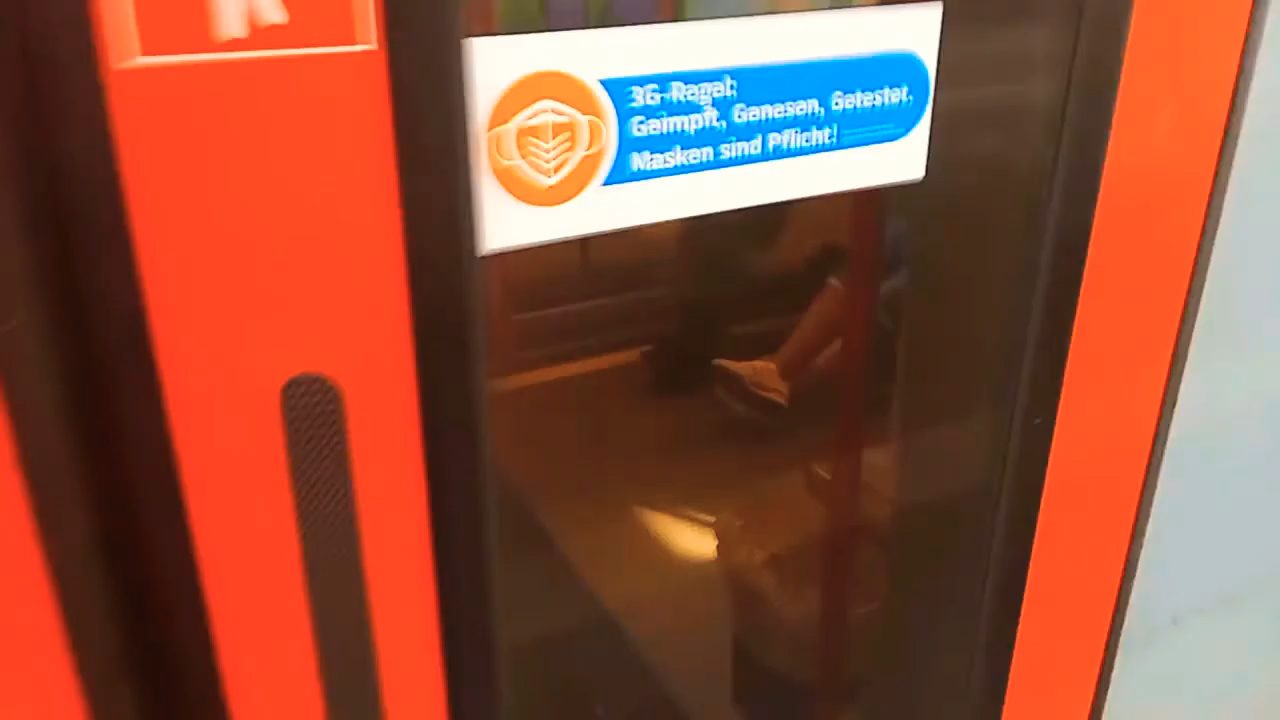 3G-Regel:
Geimpft, Genesen, Getestet.
Masken sind Pflicht!